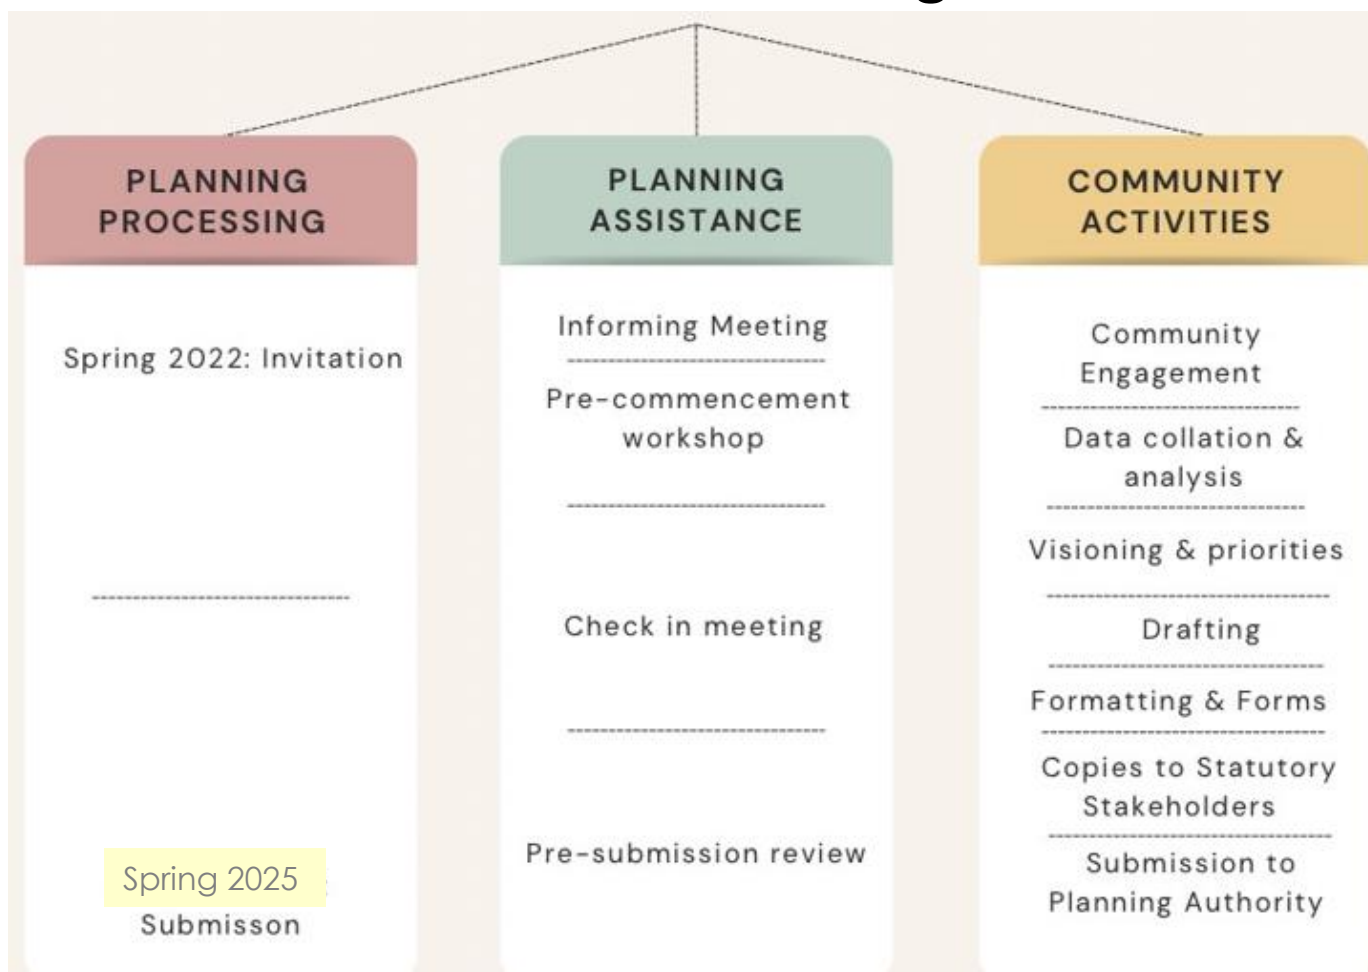 PLANNING
PROCESSING
Spring 2022: Invitation
Spring 2025 :
Submisson
PLANNING
ASSISTANCE
Informing Meeting
Pre-commencement
workshop
Check in meeting
Pre-submission review
COMMUNITY
ACTIVITIES
Community
Engagement
Data collation &
analysis
Visioning & priorities
Drafting
Formatting & Forms
Copies to Statutory
Stakeholders
Submission to
Planning Authority